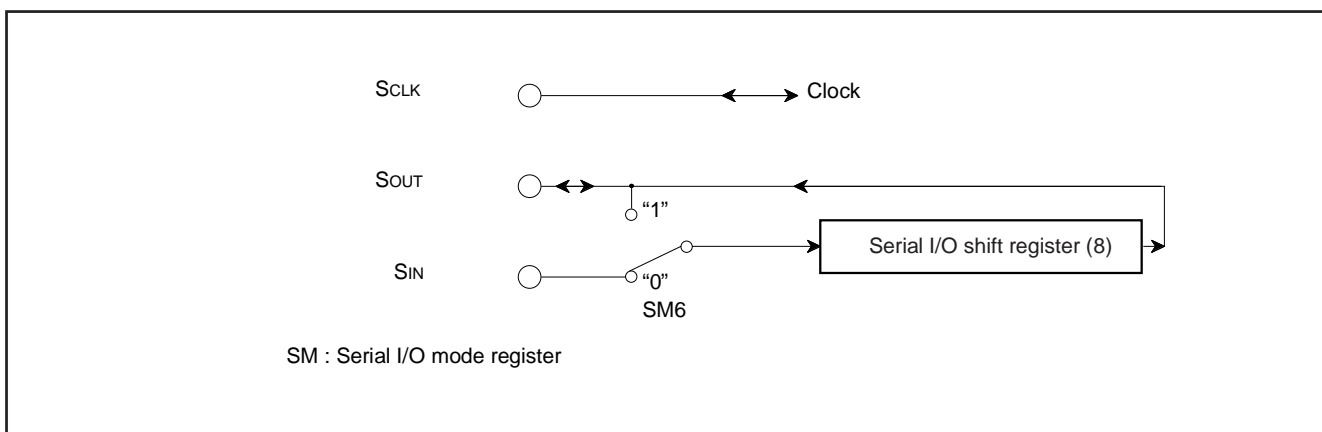 SCLK
Clock
SOUT
“1”
Serial I/O shift register (8)
SIN
“0”
SM6
SM : Serial I/O mode register